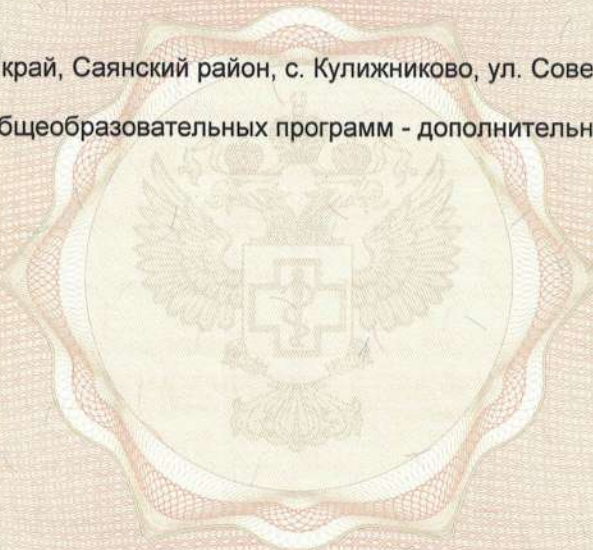 край, Саянский район, с. Кулижниково, ул. Сове
бщеобразовательных программ - дополнительн